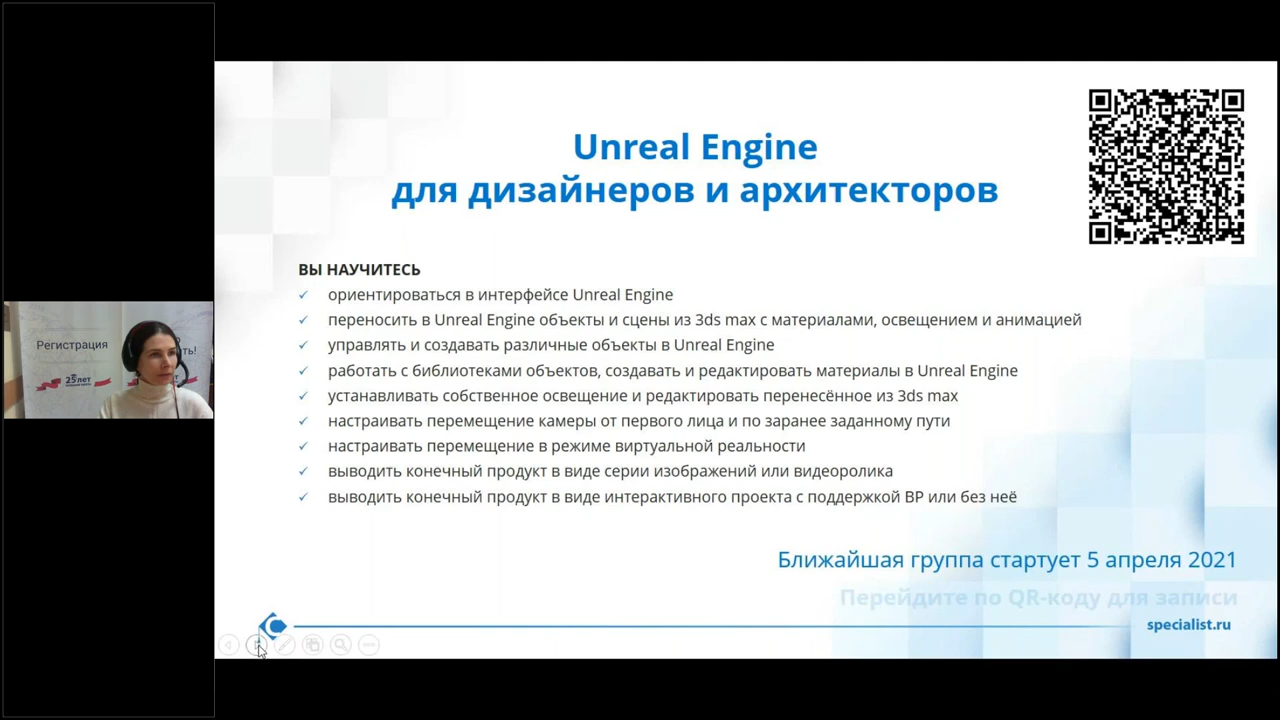 Unreal Engine
для дизайнеров и архитекторов
ВЫ НАУЧИТЕСЬ
ориентироваться в интерфейсе Unreal Engine
переносить в Unreal Engine объекты и сцены из 3ds max с материалами, освещением и анимацией
управлять и создавать различные объекты в Unreal Engine
работать с библиотеками объектов, создавать и редактировать материалы в Unreal Engine
устанавливать собственное освещение и редактировать перенесённое из 3ds max
настраивать перемещение камеры от первого лица и по заранее заданному пути
настраивать перемещение в режиме виртуальной реальности
выводить конечный продукт в виде серии изображений или видеоролика
выводить конечный продукт в виде интерактивного проекта с поддержкой ВР или без неё
Ближайшая группа стартует 5 апреля 2021
Перейдите по QR-коду для записи
specialist.ru
Регистрация
ть!
25 лет